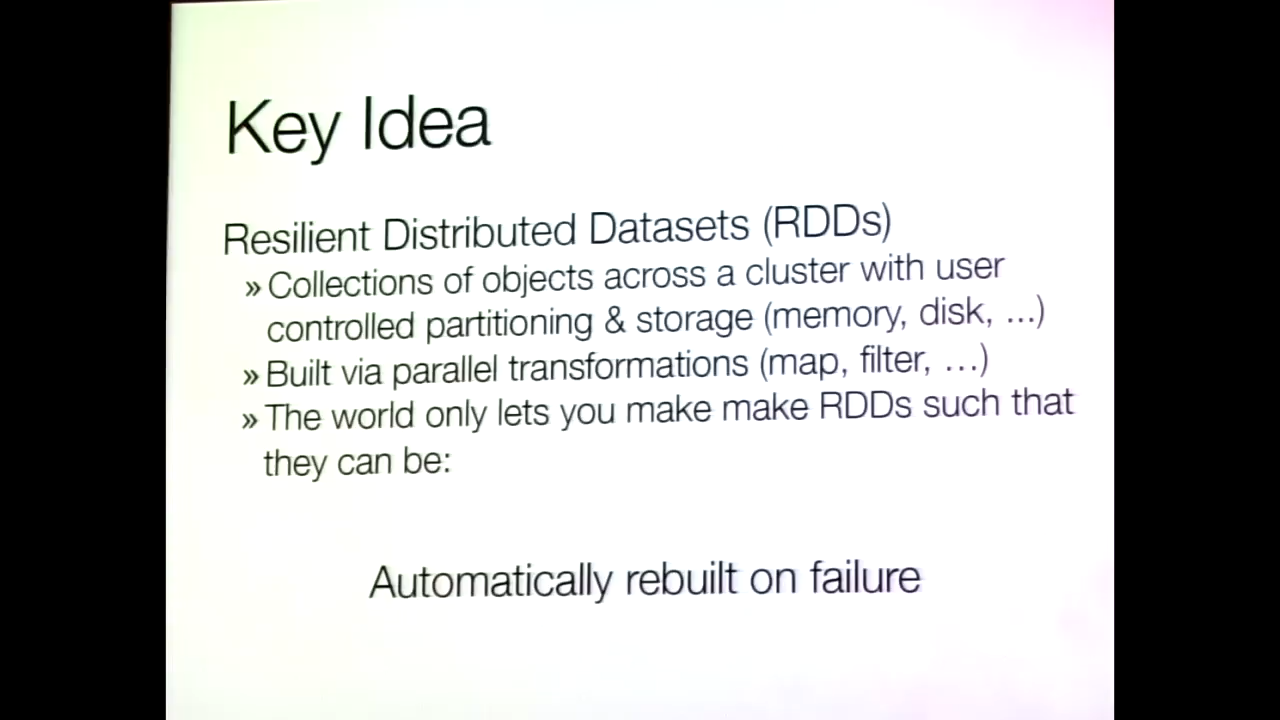 Key Idea
Resilient Distributed Datasets (RDDs)
» Collections of objects across a cluster with user
controlled partitioning & storage (memory, disk, ...)
» Built via parallel transformations (map, filter, …)
» The world only lets you make make RDDs such that
they can be:
Automatically rebuilt on failure